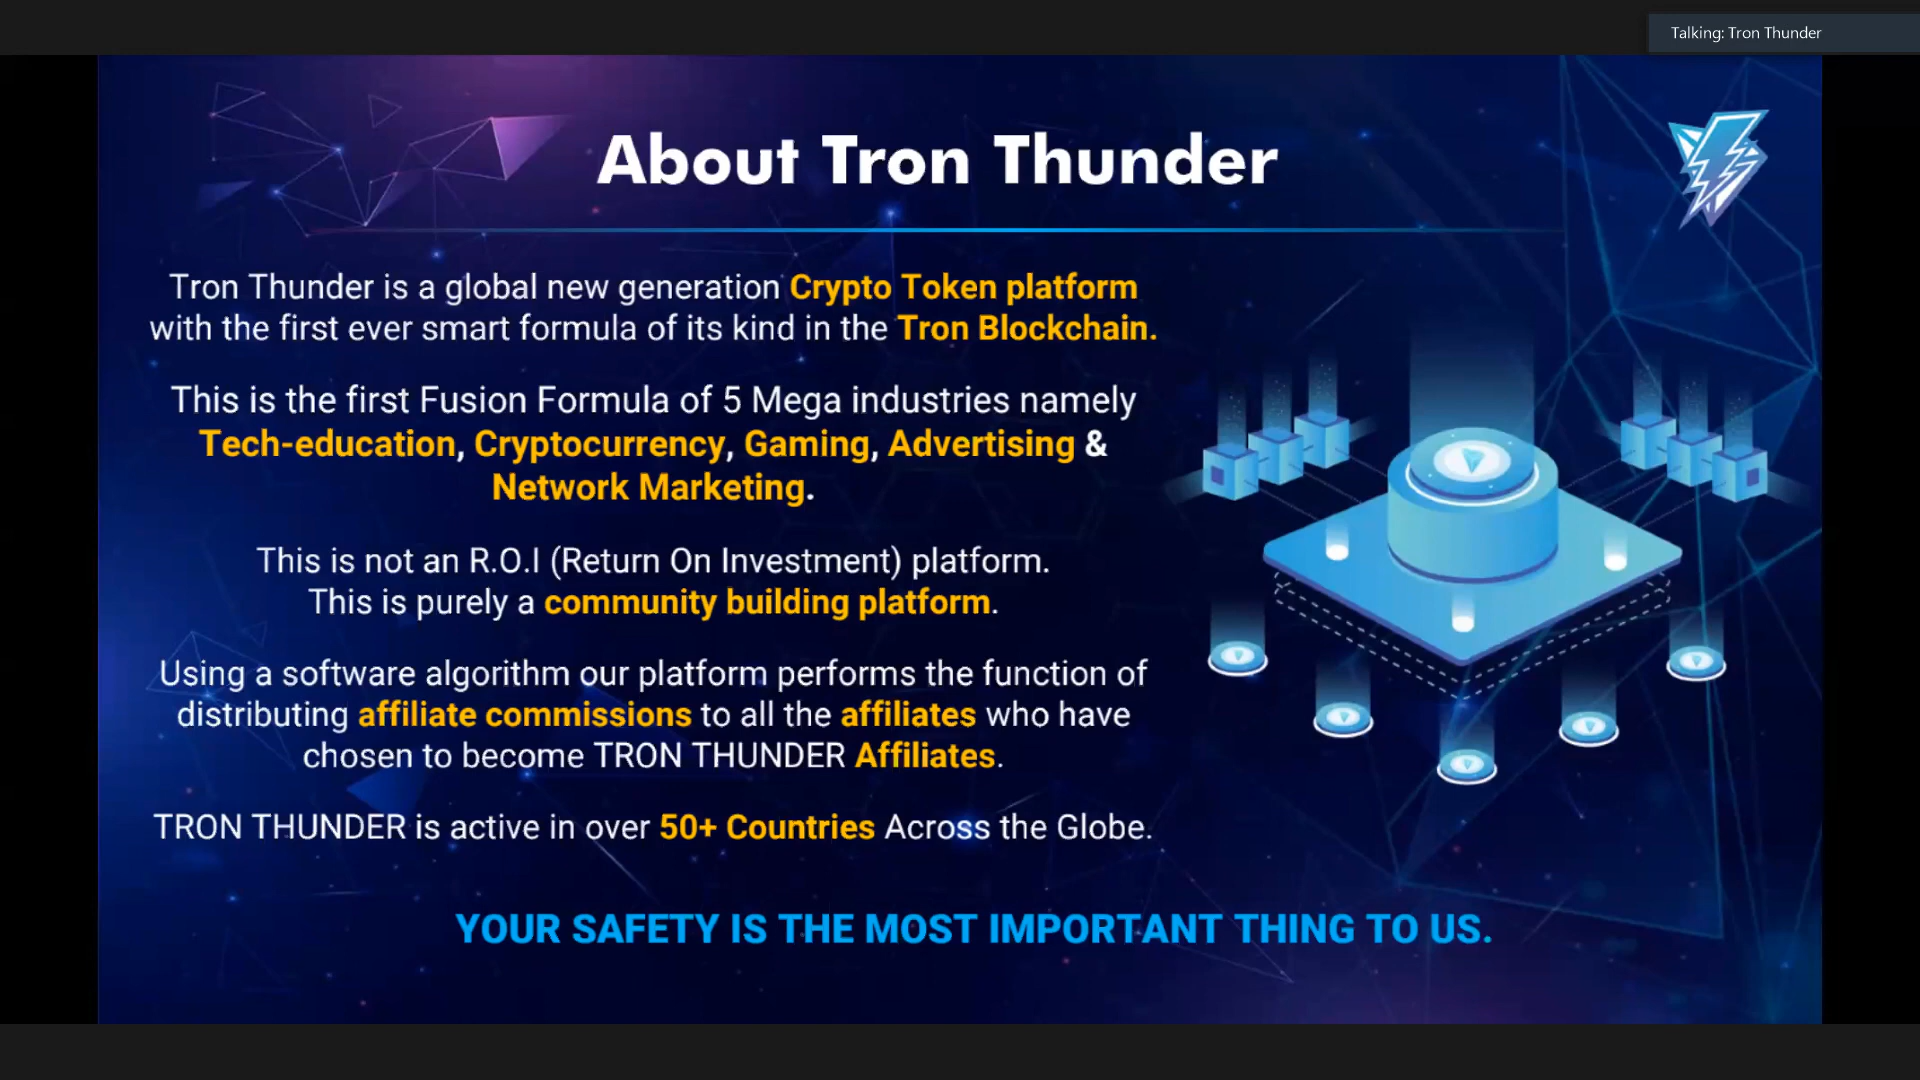 Talking: Tron Thunder
About Tron Thunder
Tron Thunder is a global new generation Crypto Token platform
with the first ever smart formula of its kind in the Tron Blockchain.
This is the first Fusion Formula of 5 Mega industries namely
Tech-education, Cryptocurrency, Gaming, Advertising &
Network Marketing.
This is not an R.O.I (Return On Investment) platform.
This is purely a community building platform.
Using a software algorithm our platform performs the function of
distributing affiliate commissions to all the affiliates who have
chosen to become TRON THUNDER Affiliates.
TRON THUNDER is active in over 50+ Countries Across the Globe.
YOUR SAFETY IS THE MOST IMPORTANT THING TO US.